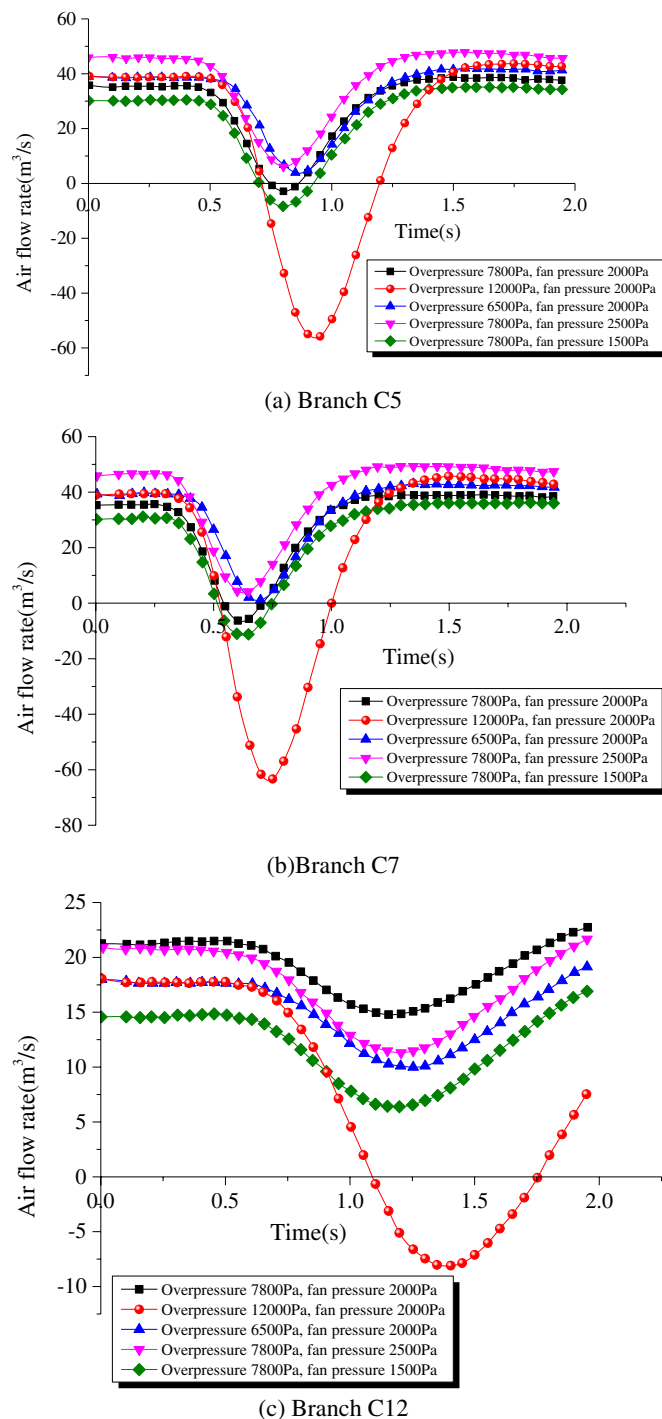 60
40
20
0
-20
-40
-60
0.0
0.5
1.0
1.5
2.0
Air flow rate(m³/s)
Time(s)
Overpressure 7800Pa, fan pressure 2000Pa
Overpressure 12000Pa, fan pressure 2000Pa
Overpressure 6500Pa, fan pressure 2000Pa
Overpressure 7800Pa, fan pressure 2500Pa
Overpressure 7800Pa, fan pressure 1500Pa
(a) Branch C5
60
40
20
0
-20
-40
-60
-80
0.0
0.5
1.0
1.5
2.0
Air flow rate(m³/s)
Time(s)
Overpressure 7800Pa, fan pressure 2000Pa
Overpressure 12000Pa, fan pressure 2000Pa
Overpressure 6500Pa, fan pressure 2000Pa
Overpressure 7800Pa, fan pressure 2500Pa
Overpressure 7800Pa, fan pressure 1500Pa
(b)Branch C7
25
20
15
10
5
0
-5
-10
0.0
0.5
1.0
1.5
2.0
Air flow rate(m³/s)
Time(s)
Overpressure 7800Pa, fan pressure 2000Pa
Overpressure 12000Pa, fan pressure 2000Pa
Overpressure 6500Pa, fan pressure 2000Pa
Overpressure 7800Pa, fan pressure 2500Pa
Overpressure 7800Pa, fan pressure 1500Pa
(c) Branch C12